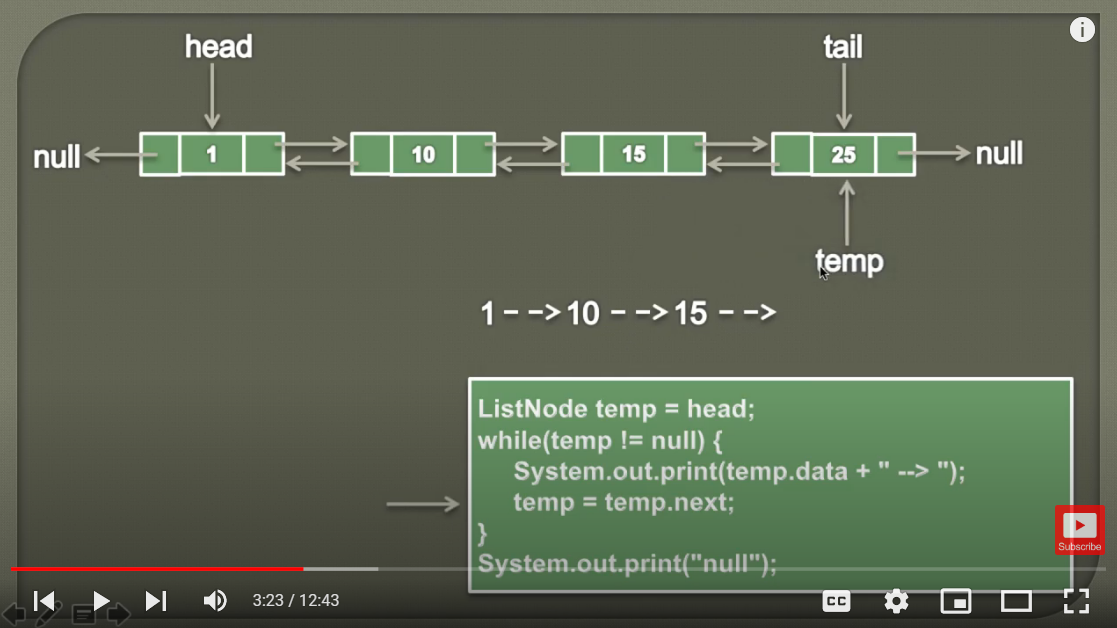 head
tail
null
1
10
15
25
null
temp
1 - -> 10 - -> 15 - ->
ListNode temp = head;
while(temp != null) {
System.out.print(temp.data + " --> ");
temp = temp.next;
}
System.out.print("null");
Subscribe
3:23 / 12:43
CC